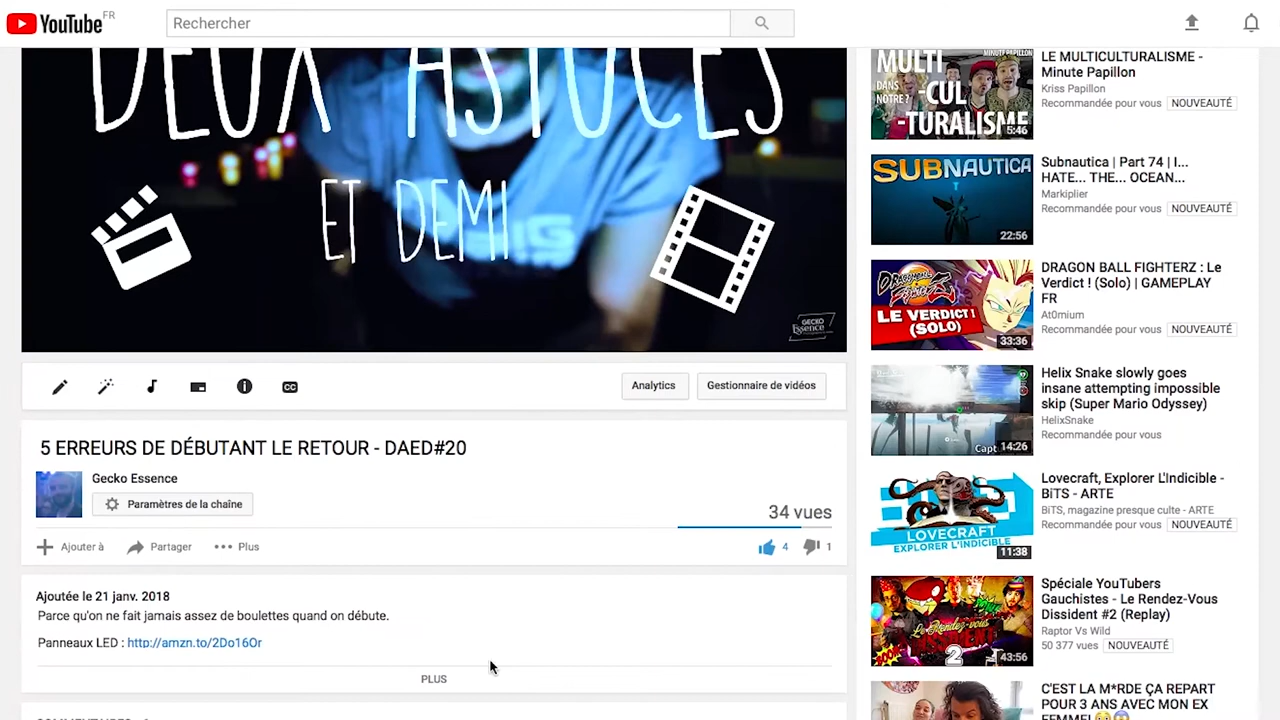 YouTube FR
Rechercher
DEUX ASTUCES
ET DEMI
GECKO
Essence
Analytics
Gestionnaire de vidéos
5 ERREURS DE DÉBUTANT LE RETOUR - DAED#20
Gecko Essence
Paramètres de la chaîne
34 vues
Ajouter à
Partager
Plus
4
1
Ajoutée le 21 janv. 2018
Parce qu'on ne fait jamais assez de boulettes quand on débute.
Panneaux LED : http://amzn.to/2Do16Or
PLUS
MULTI
DANS
NOTRE ?
-CUL
-TURALISME
MINUTE PAPILLON
5:46
LE MULTICULTURALISME -
Minute Papillon
Kriss Papillon
Recommandée pour vous NOUVEAUTÉ
SUBNAUTICA
22:56
Subnautica | Part 74 | I...
HATE... THE... OCEAN...
Markiplier
Recommandée pour vous NOUVEAUTÉ
DRAGON BALL
FIGHTERZ
LE VERDICT !
(SOLO)
33:36
DRAGON BALL FIGHTERZ : Le
Verdict ! (Solo) | GAMEPLAY
FR
At0mium
Recommandée pour vous NOUVEAUTÉ
Capt
14:26
Helix Snake slowly goes
insane attempting impossible
skip (Super Mario Odyssey)
HelixSnake
Recommandée pour vous
LOVECRAFT
EXPLORER L'INDICIBLE
11:38
Lovecraft, Explorer L'Indicible -
BiTS - ARTE
BiTS, magazine presque culte - ARTE
Recommandée pour vous NOUVEAUTÉ
Le Rendez-vous
DISSIDENT
2
43:56
Spéciale YouTubers
Gauchistes - Le Rendez-Vous
Dissident #2 (Replay)
Raptor Vs Wild
50 377 vues NOUVEAUTÉ
C'EST LA M*RDE ÇA REPART
POUR 3 ANS AVEC MON EX